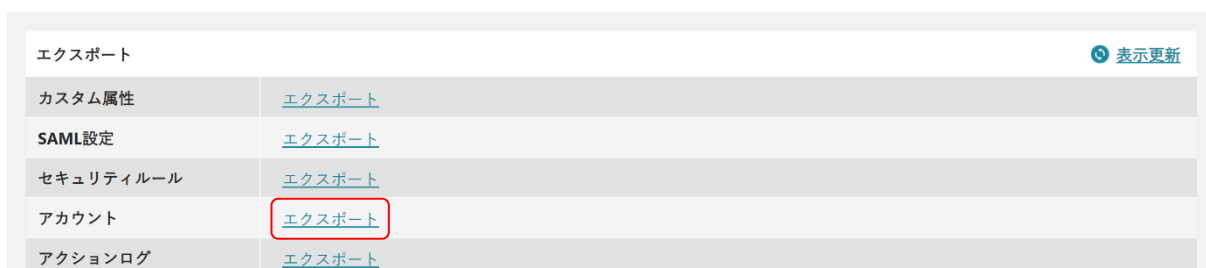 エクスポート 表示更新
カスタム属性 エクスポート
SAML設定 エクスポート
セキュリティルール エクスポート
アカウント エクスポート
アクションログ エクスポート